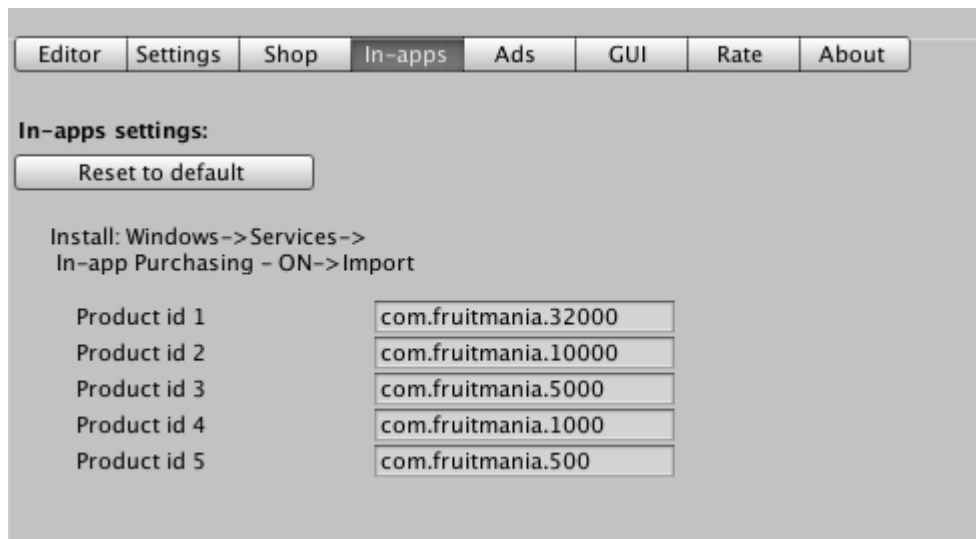 Editor Settings Shop In-apps Ads GUI Rate About
In-apps settings:
Reset to default
Install: Windows->Services->
In-app Purchasing - ON->Import
Product id 1 com.fruitmania.32000
Product id 2 com.fruitmania.10000
Product id 3 com.fruitmania.5000
Product id 4 com.fruitmania.1000
Product id 5 com.fruitmania.500